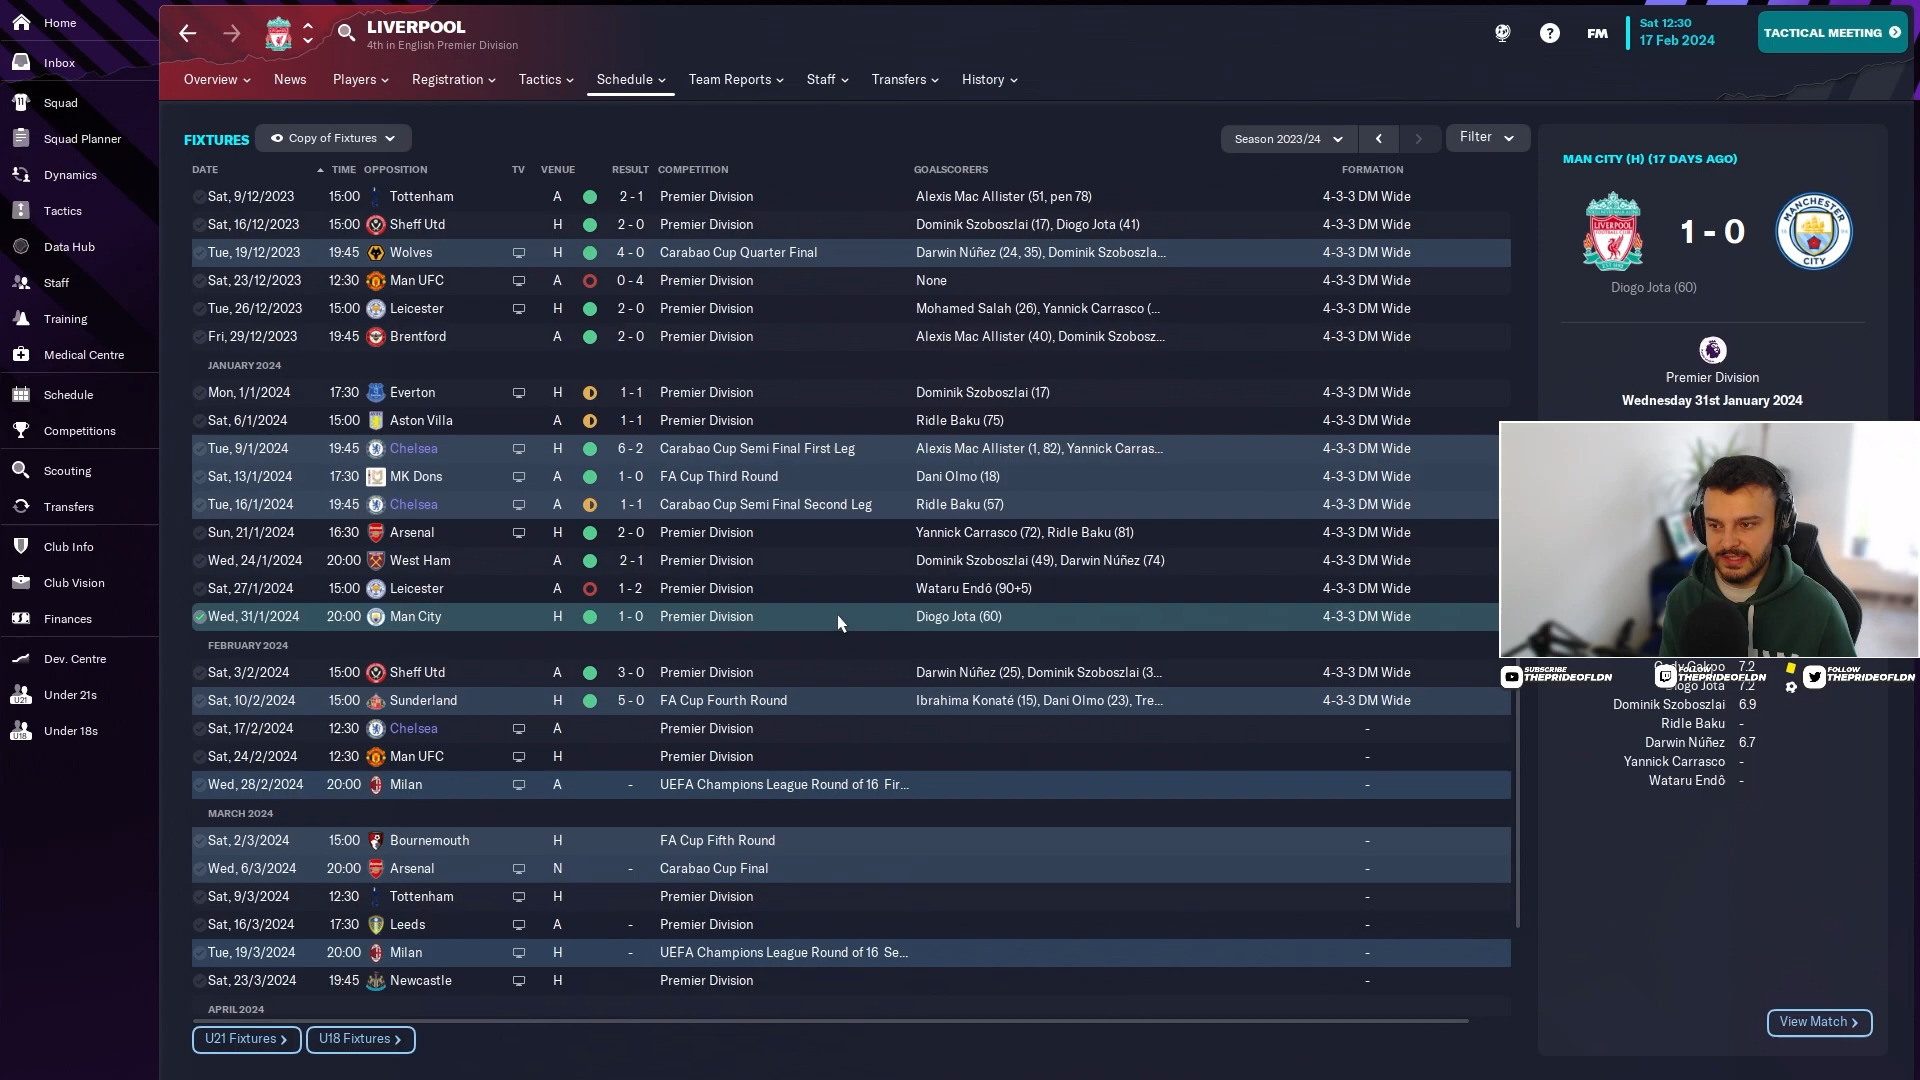 Home
Inbox
Squad
Squad Planner
Dynamics
Tactics
Data Hub
Staff
Training
Medical Centre
Schedule
Competitions
Scouting
Transfers
Club Info
Club Vision
Finances
Dev. Centre
Under 21s
Under 18s
LIVERPOOL
4th in English Premier Division
FM
Sat 12:30
17 Feb 2024
TACTICAL MEETING
Overview News Players Registration Tactics Schedule Team Reports Staff Transfers History
FIXTURES Copy of Fixtures Season 2023/24 Filter
DATE TIME OPPOSITION TV VENUE RESULT COMPETITION GOALSCORERS FORMATION
Sat, 9/12/2023 15:00 Tottenham A 2 - 1 Premier Division Alexis Mac Allister (51, pen 78) 4-3-3 DM Wide
Sat, 16/12/2023 15:00 Sheff Utd H 2 - 0 Premier Division Dominik Szoboszlai (17), Diogo Jota (41) 4-3-3 DM Wide
Tue, 19/12/2023 19:45 Wolves H 4 - 0 Carabao Cup Quarter Final Darwin Núñez (24, 35), Dominik Szoboszla... 4-3-3 DM Wide
Sat, 23/12/2023 12:30 Man UFC A 0 - 4 Premier Division None 4-3-3 DM Wide
Tue, 26/12/2023 15:00 Leicester H 2 - 0 Premier Division Mohamed Salah (26), Yannick Carrasco (... 4-3-3 DM Wide
Fri, 29/12/2023 19:45 Brentford A 2 - 0 Premier Division Alexis Mac Allister (40), Dominik Szobosz... 4-3-3 DM Wide
JANUARY 2024
Mon, 1/1/2024 17:30 Everton H 1 - 1 Premier Division Dominik Szoboszlai (17) 4-3-3 DM Wide
Sat, 6/1/2024 15:00 Aston Villa A 1 - 1 Premier Division Ridle Baku (75) 4-3-3 DM Wide
Tue, 9/1/2024 19:45 Chelsea H 6 - 2 Carabao Cup Semi Final First Leg Alexis Mac Allister (1, 82), Yannick Carras... 4-3-3 DM Wide
Sat, 13/1/2024 17:30 MK Dons A 1 - 0 FA Cup Third Round Dani Olmo (18) 4-3-3 DM Wide
Tue, 16/1/2024 19:45 Chelsea A 1 - 1 Carabao Cup Semi Final Second Leg Ridle Baku (57) 4-3-3 DM Wide
Sun, 21/1/2024 16:30 Arsenal H 2 - 0 Premier Division Yannick Carrasco (72), Ridle Baku (81) 4-3-3 DM Wide
Wed, 24/1/2024 20:00 West Ham A 2 - 1 Premier Division Dominik Szoboszlai (49), Darwin Núñez (74) 4-3-3 DM Wide
Sat, 27/1/2024 15:00 Leicester A 1 - 2 Premier Division Wataru Endô (90+5) 4-3-3 DM Wide
Wed, 31/1/2024 20:00 Man City H 1 - 0 Premier Division Diogo Jota (60) 4-3-3 DM Wide
FEBRUARY 2024
Sat, 3/2/2024 15:00 Sheff Utd A 3 - 0 Premier Division Darwin Núñez (25), Dominik Szoboszlai (3... 4-3-3 DM Wide
Sat, 10/2/2024 15:00 Sunderland H 5 - 0 FA Cup Fourth Round Ibrahima Konaté (15), Dani Olmo (23), Tre... 4-3-3 DM Wide
Sat, 17/2/2024 12:30 Chelsea A Premier Division -
Sat, 24/2/2024 12:30 Man UFC H Premier Division -
Wed, 28/2/2024 20:00 Milan A - UEFA Champions League Round of 16 Fir... -
MARCH 2024
Sat, 2/3/2024 15:00 Bournemouth H FA Cup Fifth Round -
Wed, 6/3/2024 20:00 Arsenal N - Carabao Cup Final -
Sat, 9/3/2024 12:30 Tottenham H Premier Division -
Sat, 16/3/2024 17:30 Leeds A - Premier Division -
Tue, 19/3/2024 20:00 Milan H - UEFA Champions League Round of 16 Se... -
Sat, 23/3/2024 19:45 Newcastle H Premier Division -
APRIL 2024
U21 Fixtures U18 Fixtures
MAN CITY (H) (17 DAYS AGO)
1 - 0
MANCHESTER
CITY
Diogo Jota (60)
Premier Division
Wednesday 31st January 2024
Cody Gakpo 7.2
SUBSCRIBE
THEPRIDEOFLDN
FOLLOW
THEPRIDEOFLDN
FOLLOW
THEPRIDEOFLDN
Diogo Jota 7.2
Dominik Szoboszlai 6.9
Ridle Baku -
Darwin Núñez 6.7
Yannick Carrasco -
Wataru Endô -
View Match